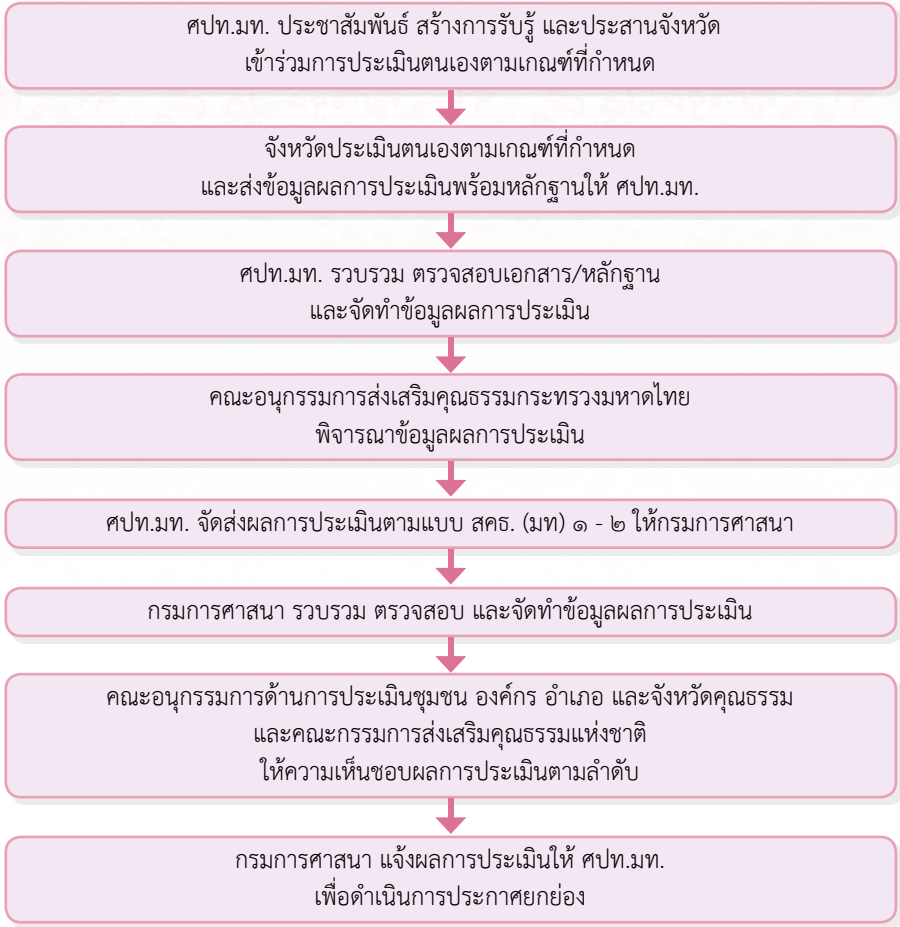 ศปท.มท. ประชาสัมพันธ์ สร้างการรับรู้ และประสานจังหวัด
เข้าร่วมการประเมินตนเองตามเกณฑ์ที่กำหนด
จังหวัดประเมินตนเองตามเกณฑ์ที่กำหนด
และส่งข้อมูลผลการประเมินพร้อมหลักฐานให้ ศปท.มท.
ศปท.มท. รวบรวม ตรวจสอบเอกสาร/หลักฐาน
และจัดทำข้อมูลผลการประเมิน
คณะอนุกรรมการส่งเสริมคุณธรรมกระทรวงมหาดไทย
พิจารณาข้อมูลผลการประเมิน
ศปท.มท. จัดส่งผลการประเมินตามแบบ สคธ. (มท) ๑ - ๒ ให้กรมการศาสนา
กรมการศาสนา รวบรวม ตรวจสอบ และจัดทำข้อมูลผลการประเมิน
คณะอนุกรรมการด้านการประเมินชุมชน องค์กร อำเภอ และจังหวัดคุณธรรม
และคณะกรรมการส่งเสริมคุณธรรมแห่งชาติ
ให้ความเห็นชอบผลการประเมินตามลำดับ
กรมการศาสนา แจ้งผลการประเมินให้ ศปท.มท.
เพื่อดำเนินการประกาศยกย่อง